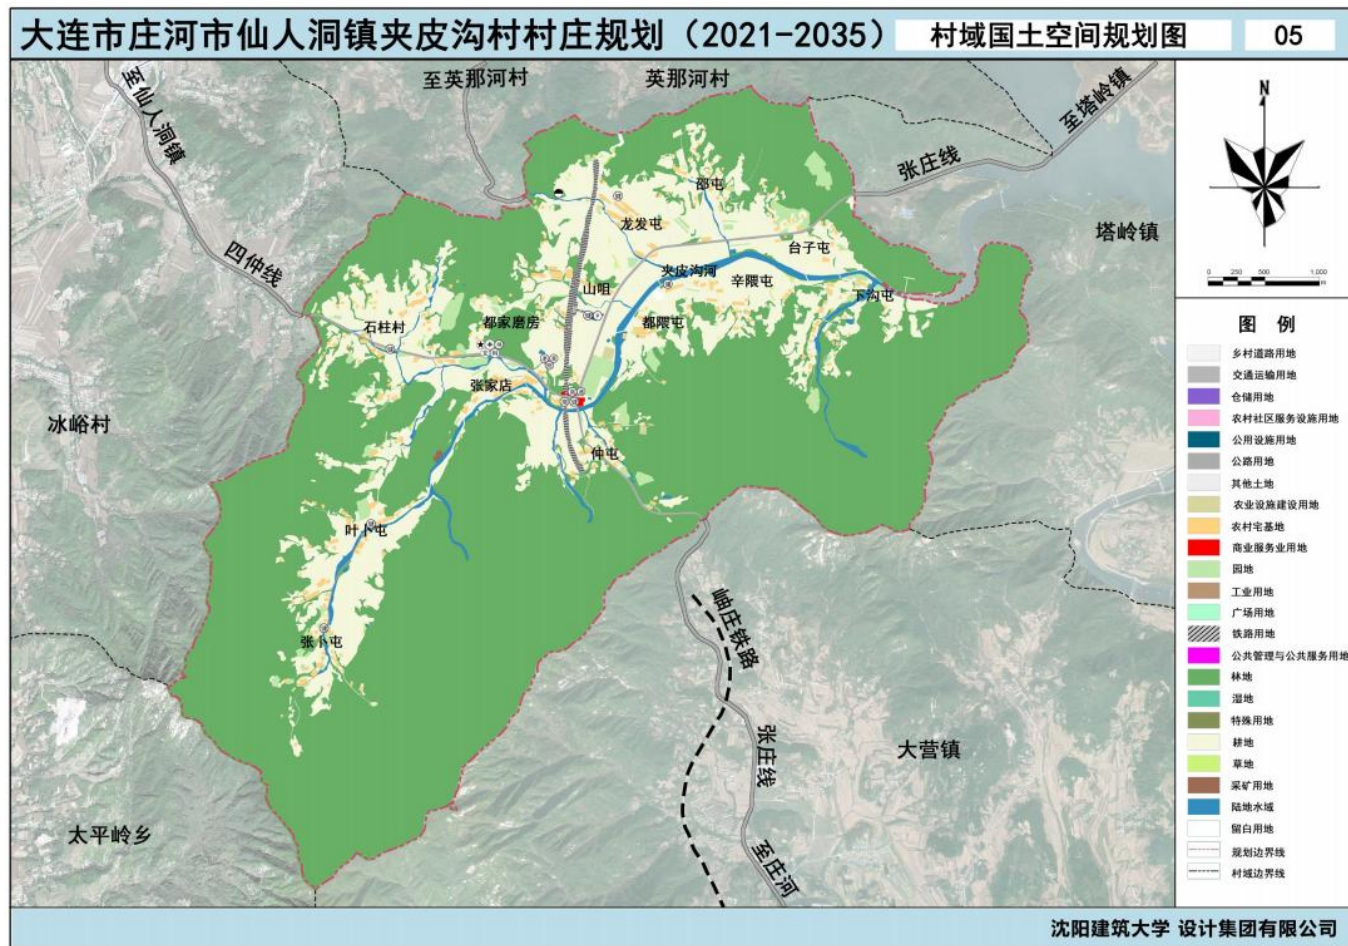 大连市庄河市仙人洞镇夹皮沟村村庄规划（2021-2035）
村域国土空间规划图
05
至仙人洞镇
至英那河村
英那河村
至塔岭镇
张庄线
塔岭镇
四仲线
邵屯
龙发屯
台子屯
夹皮沟河
辛隈屯
山咀
下沟屯
石柱村
都家磨房
都隈屯
张家店
冰峪村
仲屯
叶卜屯
张卜屯
岫庄铁路
张庄线
大营镇
太平岭乡
至庄河
N
0 250 500 1,000
图 例
乡村道路用地
交通运输用地
仓储用地
农村社区服务设施用地
公用设施用地
公路用地
其他土地
农业设施建设用地
农村宅基地
商业服务业用地
园地
工业用地
广场用地
铁路用地
公共管理与公共服务用地
林地
湿地
特殊用地
耕地
草地
采矿用地
陆地水域
留白用地
规划边界线
村域边界线
沈阳建筑大学 设计集团有限公司